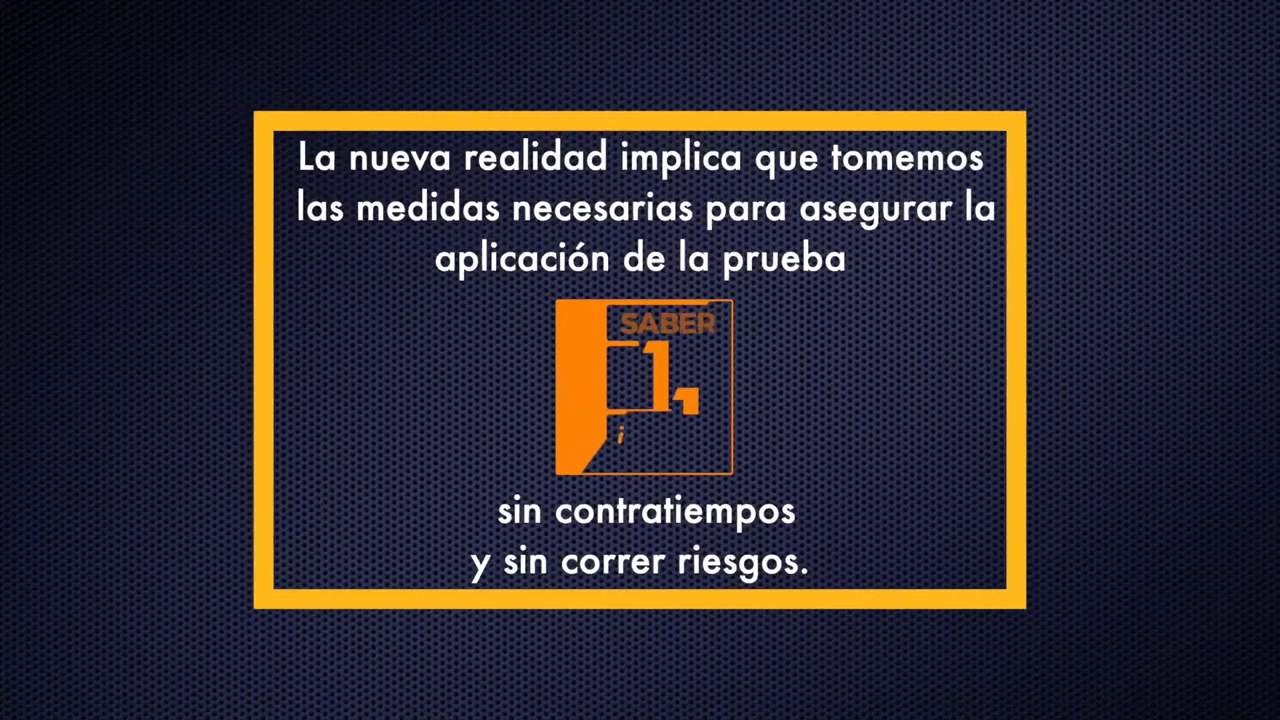 La nueva realidad implica que tomemos
las medidas necesarias para asegurar la
aplicación de la prueba
SABER
i
sin contratiempos
y sin correr riesgos.